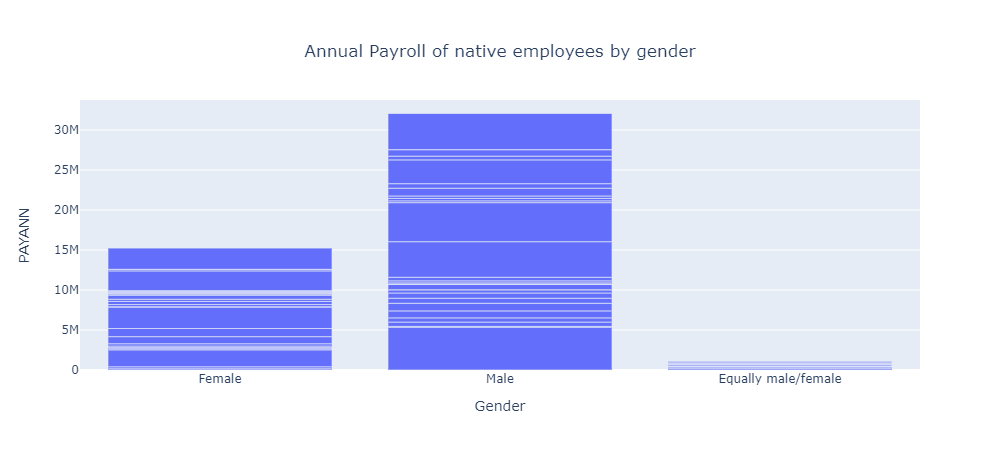 Annual Payroll of native employees by gender
PAYANN
30M
25M
20M
15M
10M
5M
0
Female Male Equally male/female
Gender